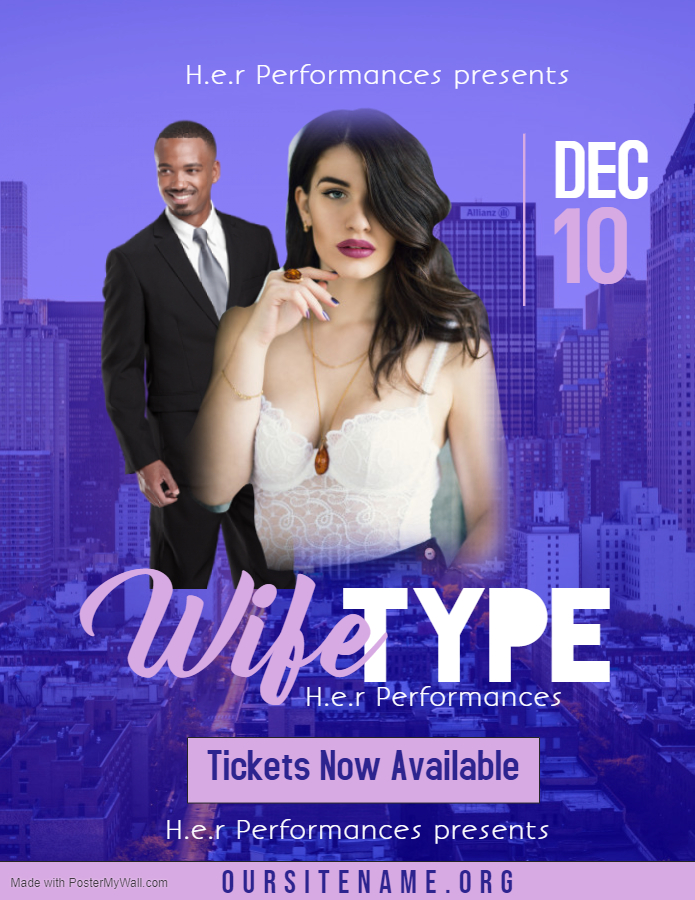 H.e.r Performances presents
DEC
10
Allianz
Wife TYPE
H.e.r Performances
Tickets Now Available
H.e.r Performances presents
Made with PosterMyWall.com
OURSITENAME.ORG